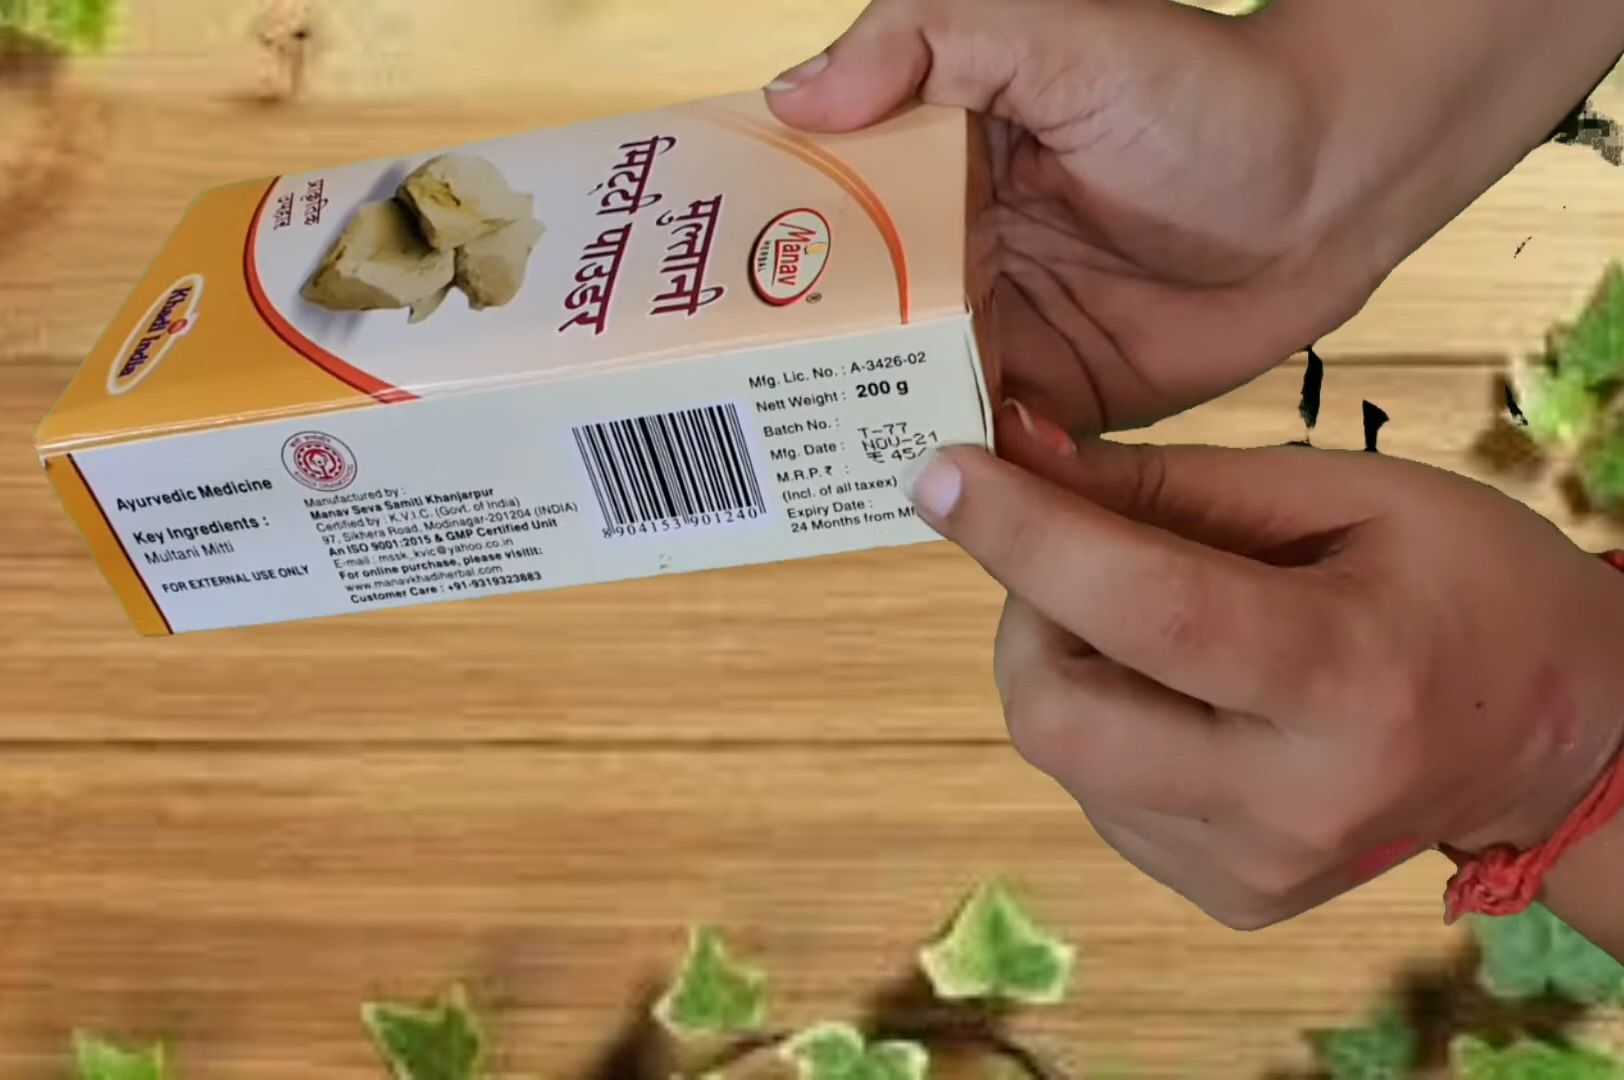 Manav
HERBAL
®
मुल्तानी
मिट्टी पाउडर
प्राकृतिक
उपहार
Khadi India
Ayurvedic Medicine
Key Ingredients :
Multani Mitti
FOR EXTERNAL USE ONLY
Manufactured by :
Manav Seva Samiti Khanjarpur
Certified by : K.V.I.C. (Govt. of India)
97, Sikhera Road, Modinagar-201204 (INDIA)
An ISO 9001:2015 & GMP Certified Unit
E-mail : mssk_kvic@yahoo.co.in
For online purchase, please visitit:
www.manavkhadiherbal.com
Customer Care : +91-9319323883
8904153901240
Mfg. Lic. No. : A-3426-02
Nett Weight : 200 g
Batch No. : T-77
Mfg. Date : NOV-21
M.R.P.₹ : ₹ 45/
(Incl. of all taxex)
Expiry Date :
24 Months from